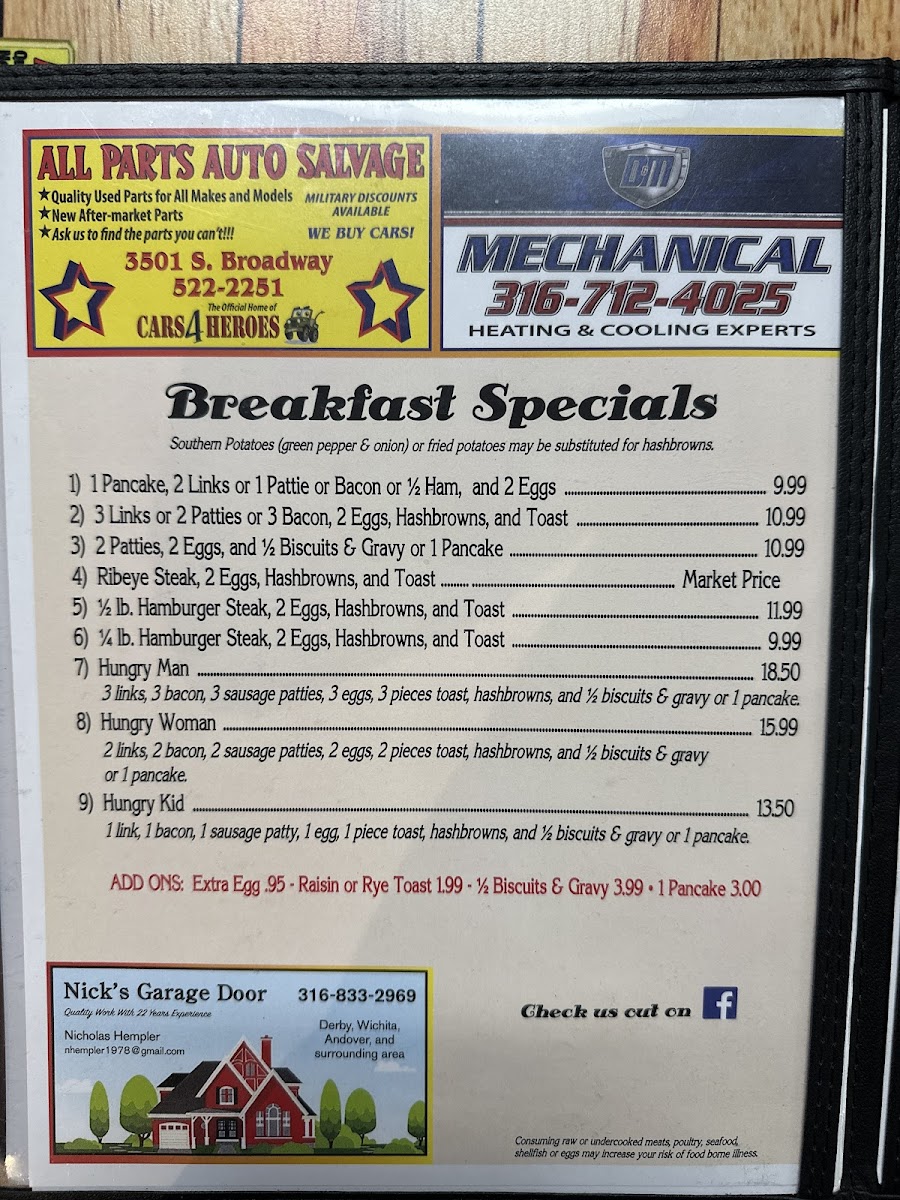 ALL PARTS AUTO SALVAGE
★Quality Used Parts for All Makes and Models
★New After-market Parts
★Ask us to find the parts you can't!!!
MILITARY DISCOUNTS
AVAILABLE
WE BUY CARS!
3501 S. Broadway
522-2251
The Official Home of
CARS4HEROES
B&M
MECHANICAL
316-712-4025
HEATING & COOLING EXPERTS
Breakfast Specials
Southern Potatoes (green pepper & onion) or fried potatoes may be substituted for hashbrowns.
1) 1 Pancake, 2 Links or 1 Pattie or Bacon or ½ Ham, and 2 Eggs 9.99
2) 3 Links or 2 Patties or 3 Bacon, 2 Eggs, Hashbrowns, and Toast 10.99
3) 2 Patties, 2 Eggs, and ½ Biscuits & Gravy or 1 Pancake 10.99
4) Ribeye Steak, 2 Eggs, Hashbrowns, and Toast Market Price
5) ½ lb. Hamburger Steak, 2 Eggs, Hashbrowns, and Toast 11.99
6) ¼ lb. Hamburger Steak, 2 Eggs, Hashbrowns, and Toast 9.99
7) Hungry Man 18.50
3 links, 3 bacon, 3 sausage patties, 3 eggs, 3 pieces toast, hashbrowns, and ½ biscuits & gravy or 1 pancake.
8) Hungry Woman 15.99
2 links, 2 bacon, 2 sausage patties, 2 eggs, 2 pieces toast, hashbrowns, and ½ biscuits & gravy
or 1 pancake.
9) Hungry Kid 13.50
1 link, 1 bacon, 1 sausage patty, 1 egg, 1 piece toast, hashbrowns, and ½ biscuits & gravy or 1 pancake.
ADD ONS: Extra Egg .95 - Raisin or Rye Toast 1.99 - ½ Biscuits & Gravy 3.99 • 1 Pancake 3.00
Nick's Garage Door 316-833-2969
Quality Work With 22 Years Experience
Nicholas Hempler
nhempler1978@gmail.com
Derby, Wichita,
Andover, and
surrounding area
Check us out on f
Consuming raw or undercooked meats, poultry, seafood,
shellfish or eggs may increase your risk of food borne illness.